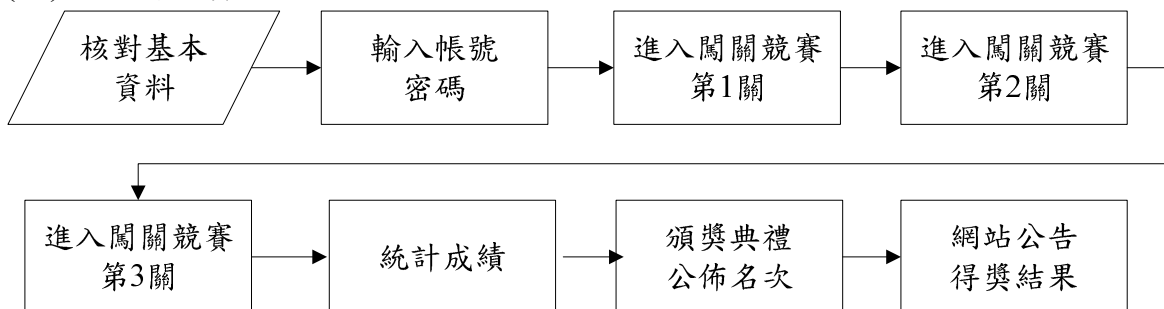 核對基本
資料
輸入帳號
密碼
進入闖關競賽
第1關
進入闖關競賽
第2關
進入闖關競賽
第3關
統計成績
頒獎典禮
公佈名次
網站公告
得獎結果